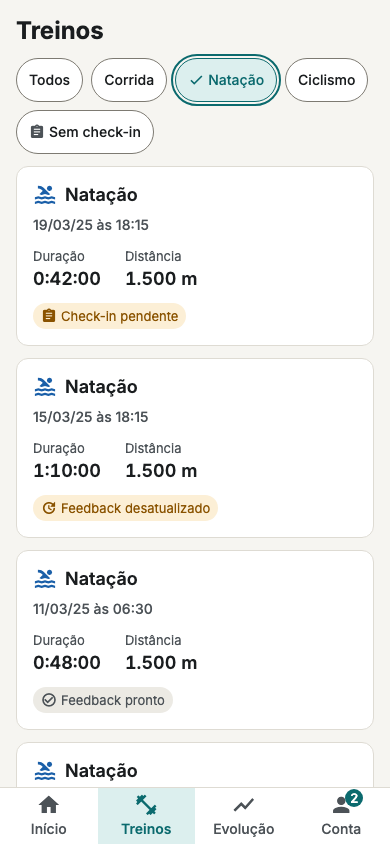 Treinos
Todos
Corrida
Natação
Ciclismo
Sem check-in
Natação
19/03/25 às 18:15
Duração Distância
0:42:00 1.500 m
Check-in pendente
Natação
15/03/25 às 18:15
Duração Distância
1:10:00 1.500 m
Feedback desatualizado
Natação
11/03/25 às 06:30
Duração Distância
0:48:00 1.500 m
Feedback pronto
Natação
2
Início Treinos Evolução Conta